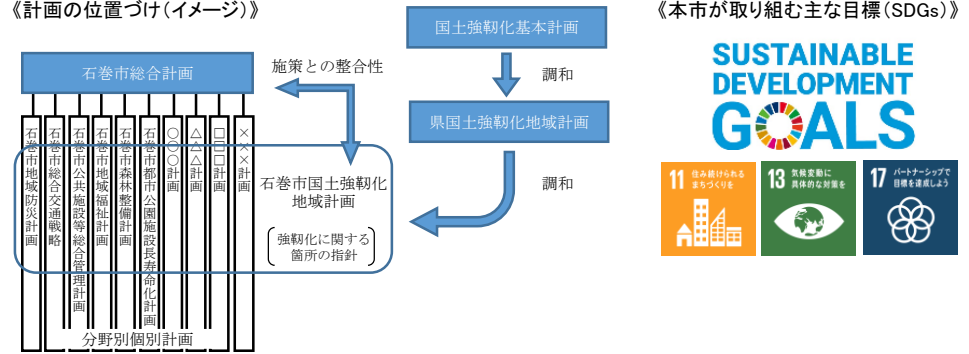 《計画の位置づけ（イメージ）》
石巻市総合計画
石巻市地域防災計画
石巻市総合交通戦略
石巻市公共施設等総合管理計画
石巻市地域福祉計画
石巻市森林整備計画
石巻市都市公園施設長寿命化計画
○○○計画
△△△計画
□□□計画
×××計画
分野別個別計画
施策との整合性
石巻市国土強靱化
地域計画
強靱化に関する
箇所の指針
国土強靱化基本計画
調和
県国土強靱化地域計画
調和
《本市が取り組む主な目標（SDGs）》
SUSTAINABLE
DEVELOPMENT
GOALS
11 住み続けられる
まちづくりを
13 気候変動に
具体的な対策を
17 パートナーシップで
目標を達成しよう